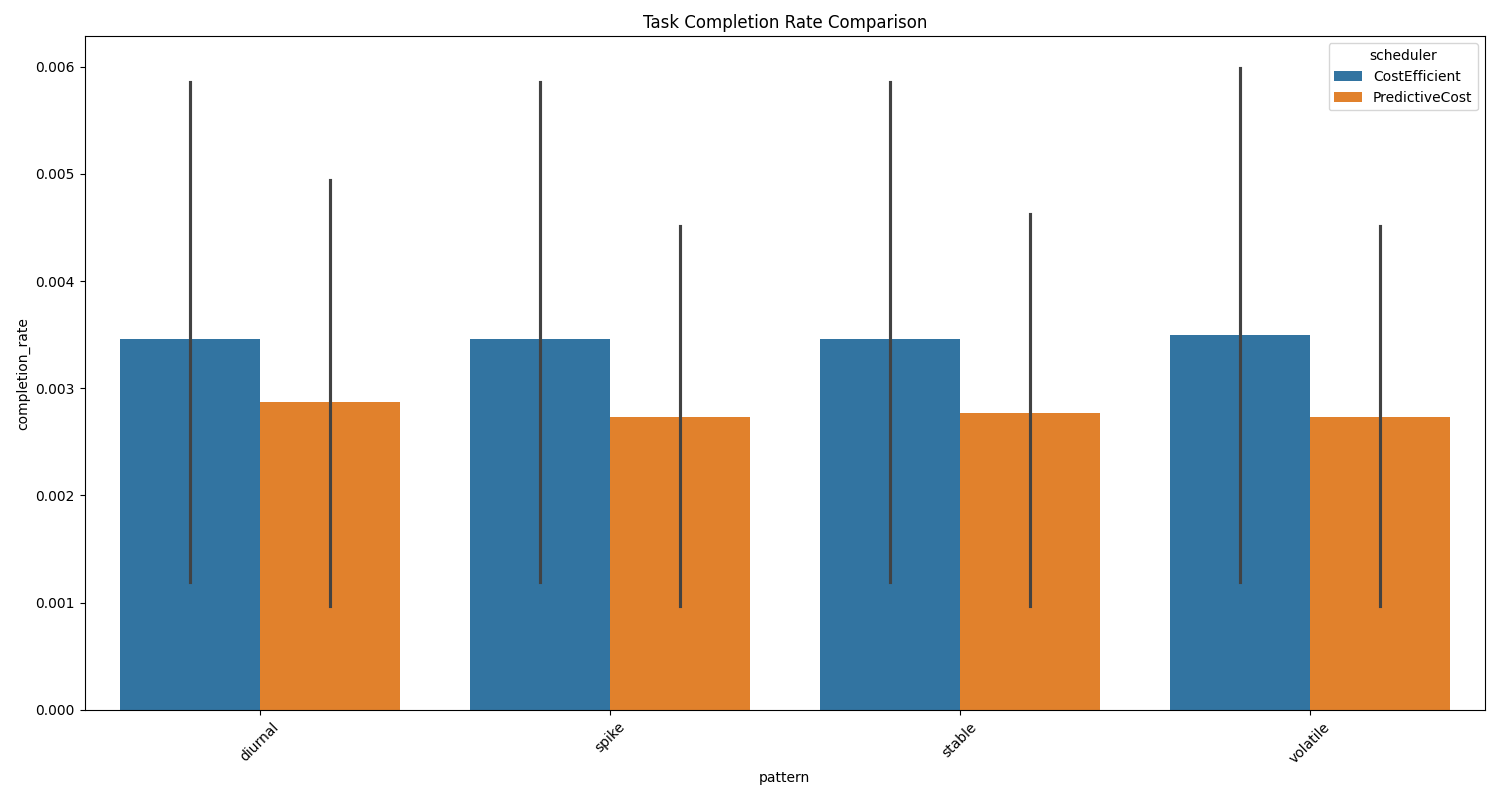 Task Completion Rate Comparison
scheduler
CostEfficient
PredictiveCost
completion_rate
0.006
0.005
0.004
0.003
0.002
0.001
0.000
diurnal
spike
stable
volatile
pattern